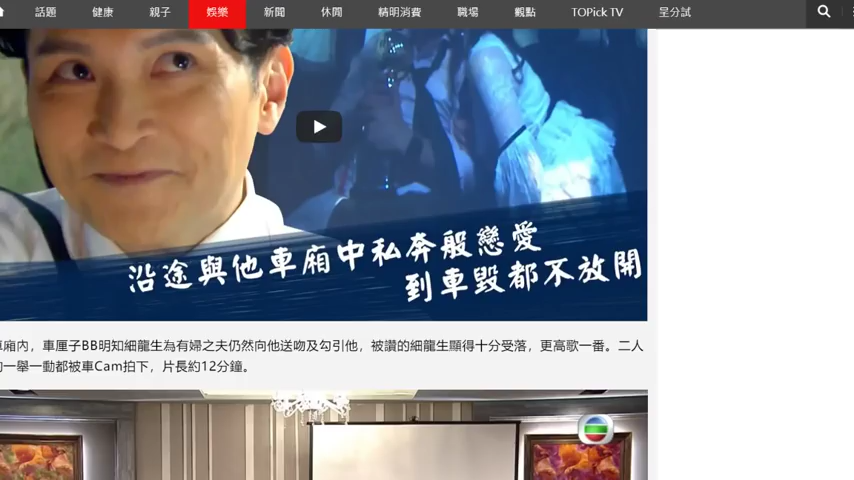 話題 健康 親子 娛樂 新聞 休閒 精明消費 職場 觀點 TOPick TV 呈分試
沿途與他車廂中私奔般戀愛
到車毀都不放開
車廂內，車厘子BB明知細龍生為有婦之夫仍然向他送吻及勾引他，被讚的細龍生顯得十分受落，更高歌一番。二人
的一舉一動都被車Cam拍下，片長約12分鐘。